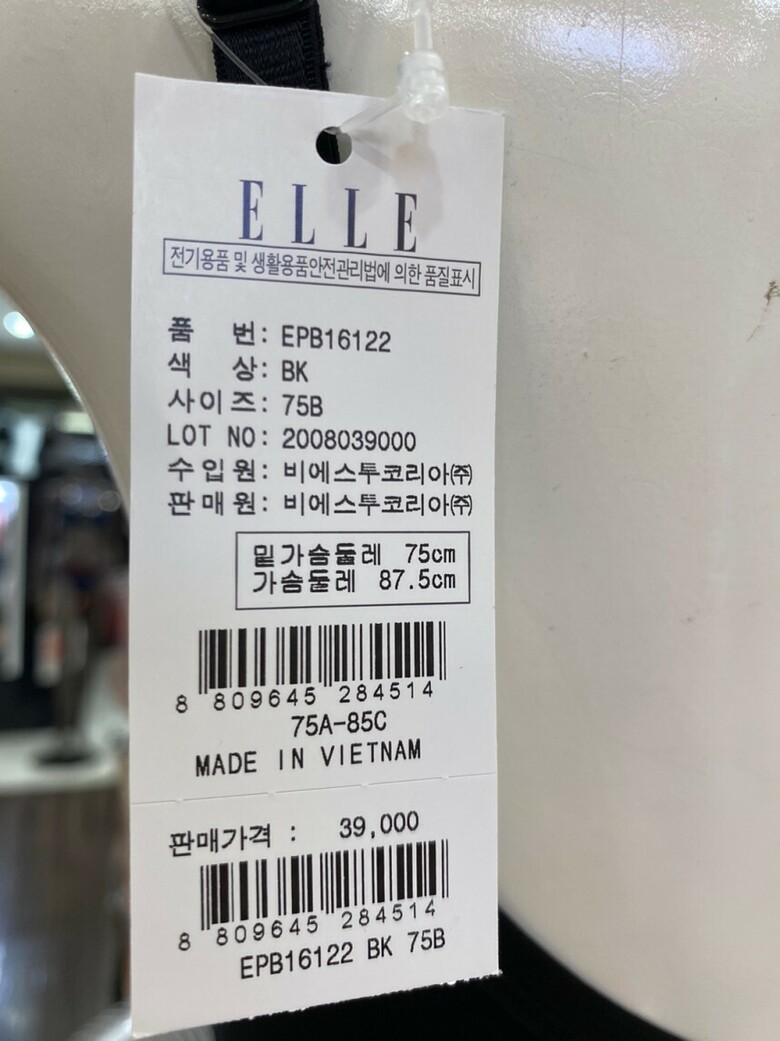 ELLE
전기용품 및 생활용품안전관리법에 의한 품질표시
품 번: EPB16122
색 상: BK
사이즈: 75B
LOT NO: 2008039000
수입원: 비에스투코리아㈜
판매원: 비에스투코리아㈜
밑가슴둘레 75cm
가슴둘레 87.5cm
8 809645 284514
75A-85C
MADE IN VIETNAM
판매가격 : 39,000
8 809645 284514
EPB16122 BK 75B